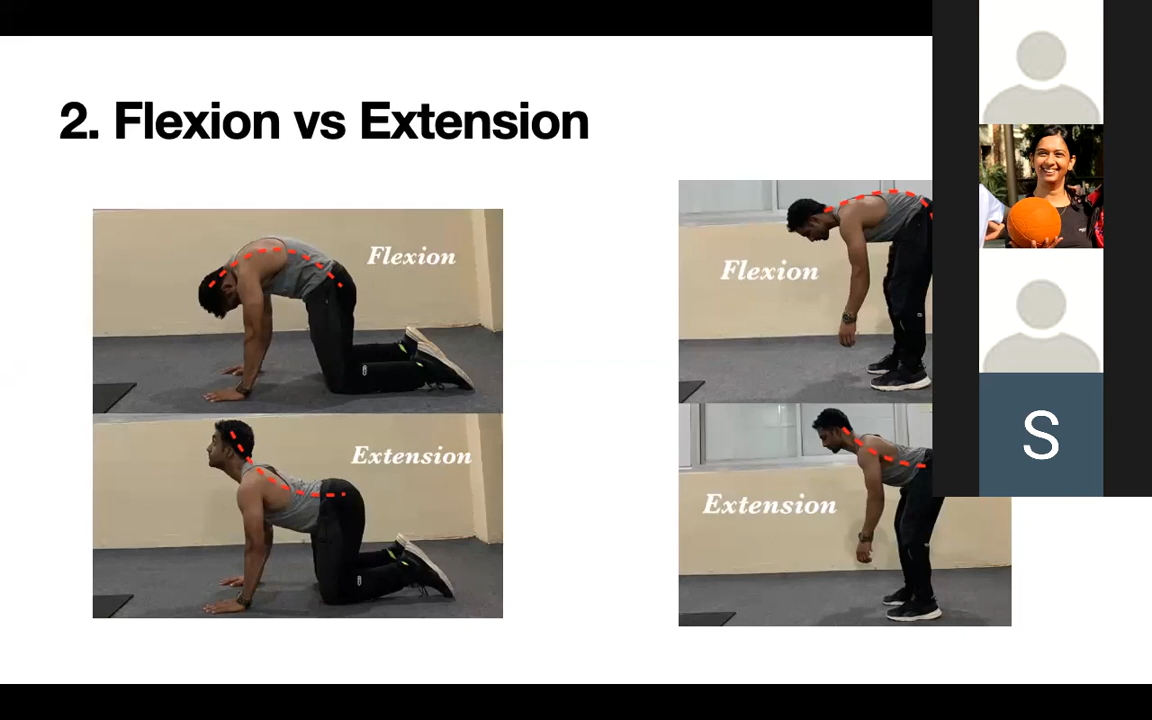 2. Flexion vs Extension
Flexion
Extension
Flexion
Extension
S